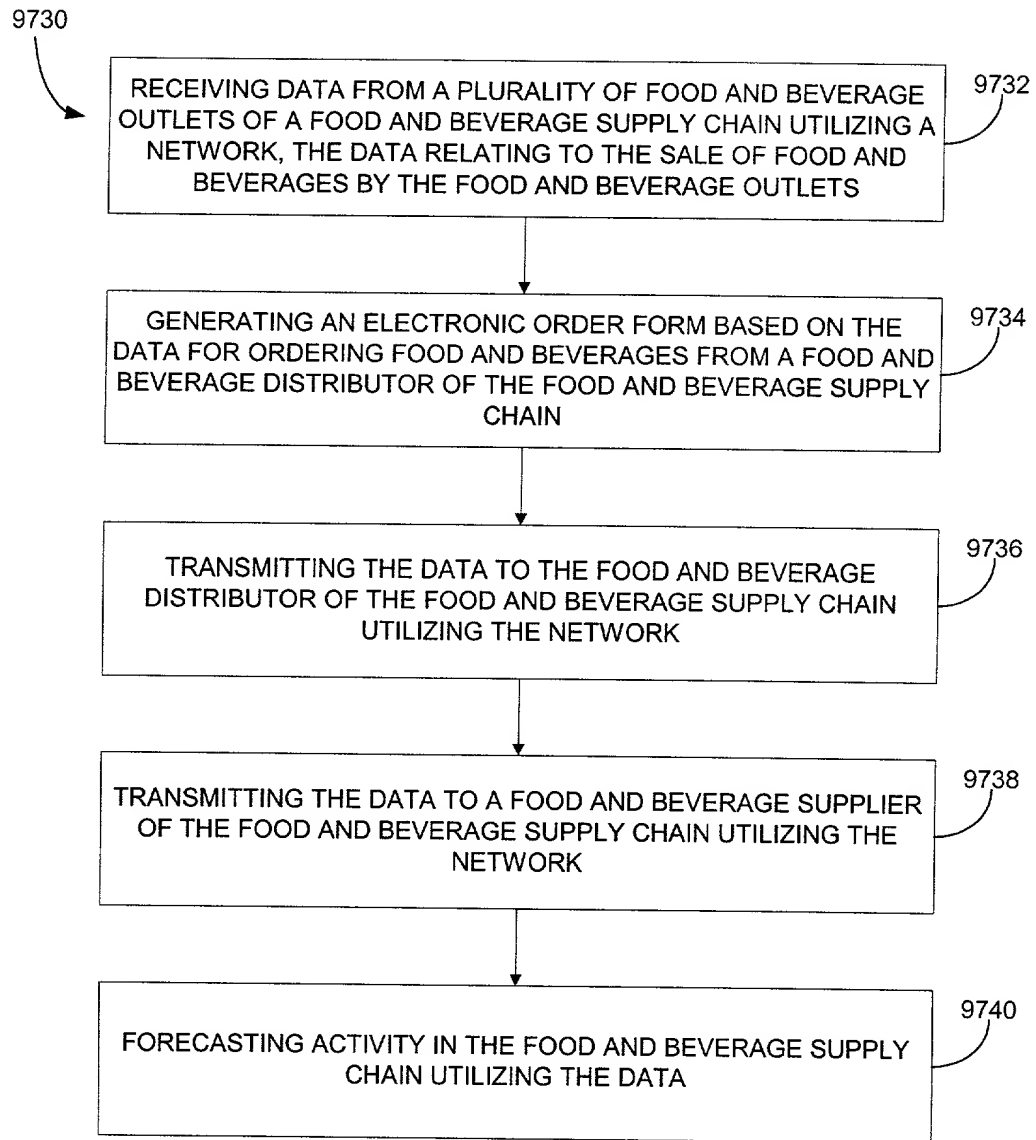 9730
RECEIVING DATA FROM A PLURALITY OF FOOD AND BEVERAGE
OUTLETS OF A FOOD AND BEVERAGE SUPPLY CHAIN UTILIZING A
NETWORK, THE DATA RELATING TO THE SALE OF FOOD AND
BEVERAGES BY THE FOOD AND BEVERAGE OUTLETS
9732
GENERATING AN ELECTRONIC ORDER FORM BASED ON THE
DATA FOR ORDERING FOOD AND BEVERAGES FROM A FOOD AND
BEVERAGE DISTRIBUTOR OF THE FOOD AND BEVERAGE SUPPLY
CHAIN
9734
TRANSMITTING THE DATA TO THE FOOD AND BEVERAGE
DISTRIBUTOR OF THE FOOD AND BEVERAGE SUPPLY CHAIN
UTILIZING THE NETWORK
9736
TRANSMITTING THE DATA TO A FOOD AND BEVERAGE SUPPLIER
OF THE FOOD AND BEVERAGE SUPPLY CHAIN UTILIZING THE
NETWORK
9738
FORECASTING ACTIVITY IN THE FOOD AND BEVERAGE SUPPLY
CHAIN UTILIZING THE DATA
9740